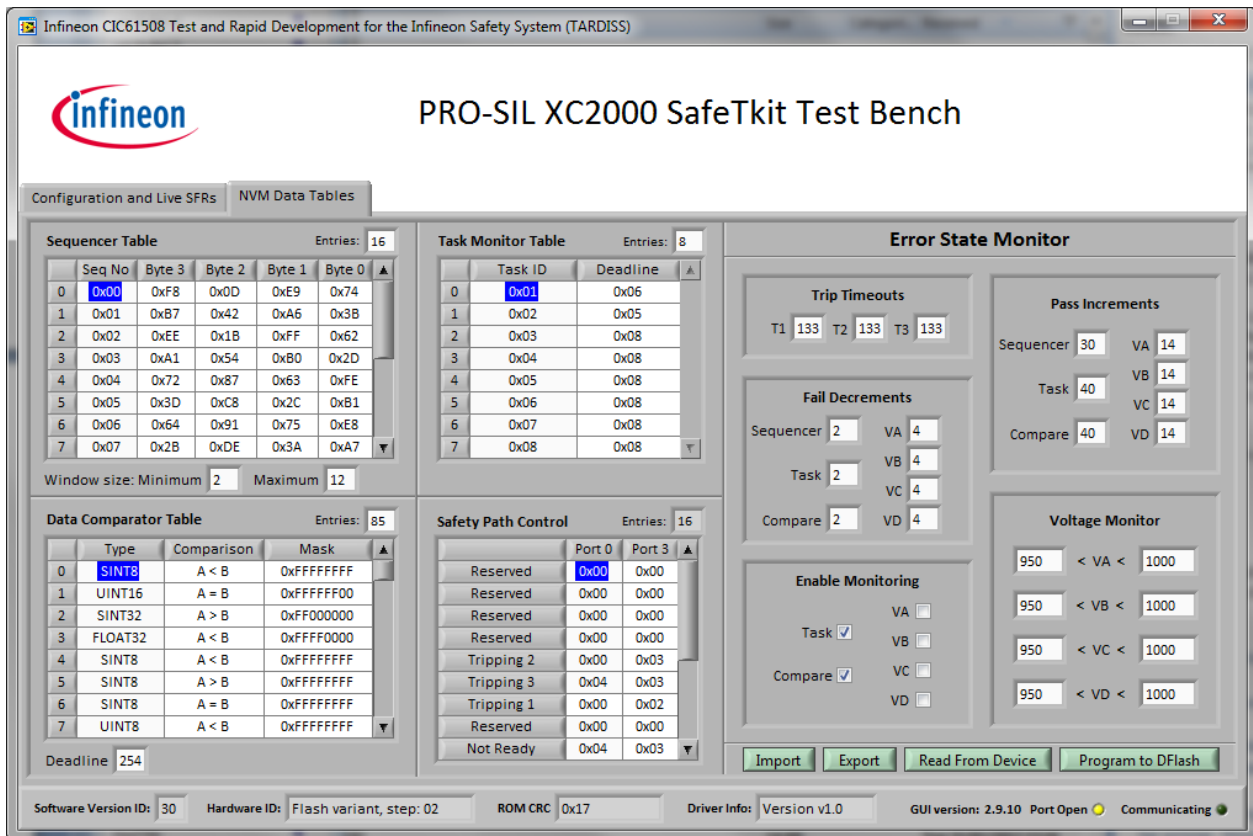 Infineon CIC61508 Test and Rapid Development for the Infineon Safety System (TARDISS)
infineon
PRO-SIL XC2000 SafeTkit Test Bench
Configuration and Live SFRs NVM Data Tables
Sequencer Table Entries: 16
Seq No Byte 3 Byte 2 Byte 1 Byte 0
0 0x00 0xF8 0x0D 0xE9 0x74
1 0x01 0xB7 0x42 0xA6 0x3B
2 0x02 0xEE 0x1B 0xFF 0x62
3 0x03 0xA1 0x54 0xB0 0x2D
4 0x04 0x72 0x87 0x63 0xFE
5 0x05 0x3D 0xC8 0x2C 0xB1
6 0x06 0x64 0x91 0x75 0xE8
7 0x07 0x2B 0xDE 0x3A 0xA7
Window size: Minimum 2 Maximum 12
Task Monitor Table Entries: 8
Task ID Deadline
0 0x01 0x06
1 0x02 0x05
2 0x03 0x08
3 0x04 0x08
4 0x05 0x08
5 0x06 0x08
6 0x07 0x08
7 0x08 0x08
Data Comparator Table Entries: 85
Type Comparison Mask
0 SINT8 A < B 0xFFFFFFFF
1 UINT16 A = B 0xFFFFFF00
2 SINT32 A > B 0xFF000000
3 FLOAT32 A < B 0xFFFF0000
4 SINT8 A < B 0xFFFFFFFF
5 SINT8 A > B 0xFFFFFFFF
6 SINT8 A = B 0xFFFFFFFF
7 UINT8 A < B 0xFFFFFFFF
Deadline 254
Safety Path Control Entries: 16
Port 0 Port 3
Reserved 0x00 0x00
Reserved 0x00 0x00
Reserved 0x00 0x00
Reserved 0x00 0x00
Tripping 2 0x00 0x03
Tripping 3 0x04 0x03
Tripping 1 0x00 0x02
Reserved 0x00 0x00
Not Ready 0x04 0x03
Error State Monitor
Trip Timeouts
T1 133 T2 133 T3 133
Fail Decrements
Sequencer 2 VA 4
VB 4
Task 2
VC 4
Compare 2 VD 4
Enable Monitoring
VA
Task
VB
Compare VC
VD
Pass Increments
Sequencer 30 VA 14
VB 14
Task 40
VC 14
Compare 40 VD 14
Voltage Monitor
950 < VA < 1000
950 < VB < 1000
950 < VC < 1000
950 < VD < 1000
Import Export Read From Device Program to DFlash
Software Version ID: 30 Hardware ID: Flash variant, step: 02 ROM CRC 0x17 Driver Info: Version v1.0 GUI version: 2.9.10 Port Open Communicating